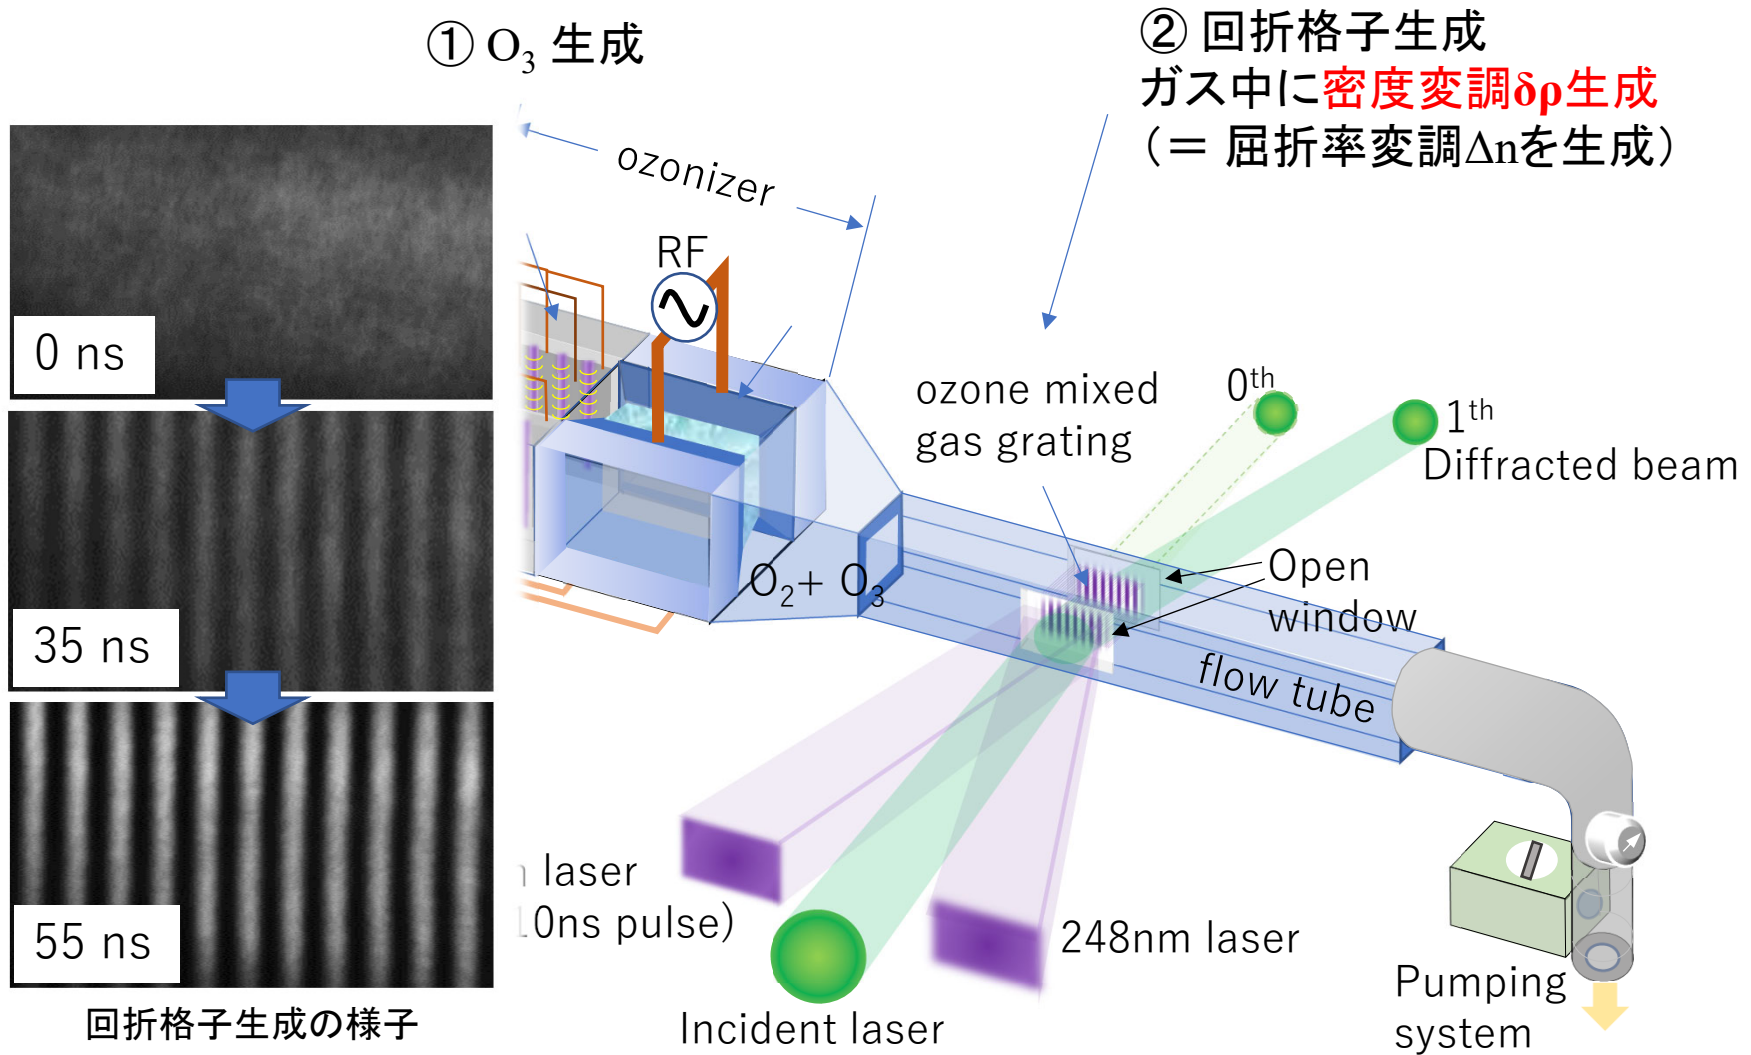 ① O₃ 生成
② 回折格子生成
ガス中に密度変調δρ生成
（＝ 屈折率変調Δnを生成）
ozonizer
RF
0 ns
35 ns
55 ns
回折格子生成の様子
O₂+ O₃
ozone mixed
gas grating
0th
1th
Diffracted beam
Open
window
flow tube
laser
10ns pulse)
248nm laser
Incident laser
Pumping
system